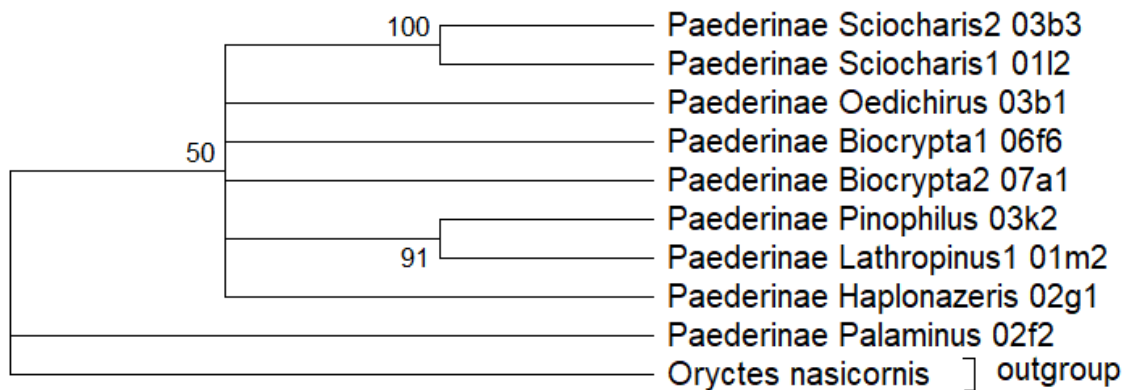 100
Paederinae Sciocharis2 03b3
Paederinae Sciocharis1 01l2
Paederinae Oedichirus 03b1
Paederinae Biocrypta1 06f6
50
Paederinae Biocrypta2 07a1
Paederinae Pinophilus 03k2
91
Paederinae Lathropinus1 01m2
Paederinae Haplonazeris 02g1
Paederinae Palaminus 02f2
Oryctes nasicornis outgroup